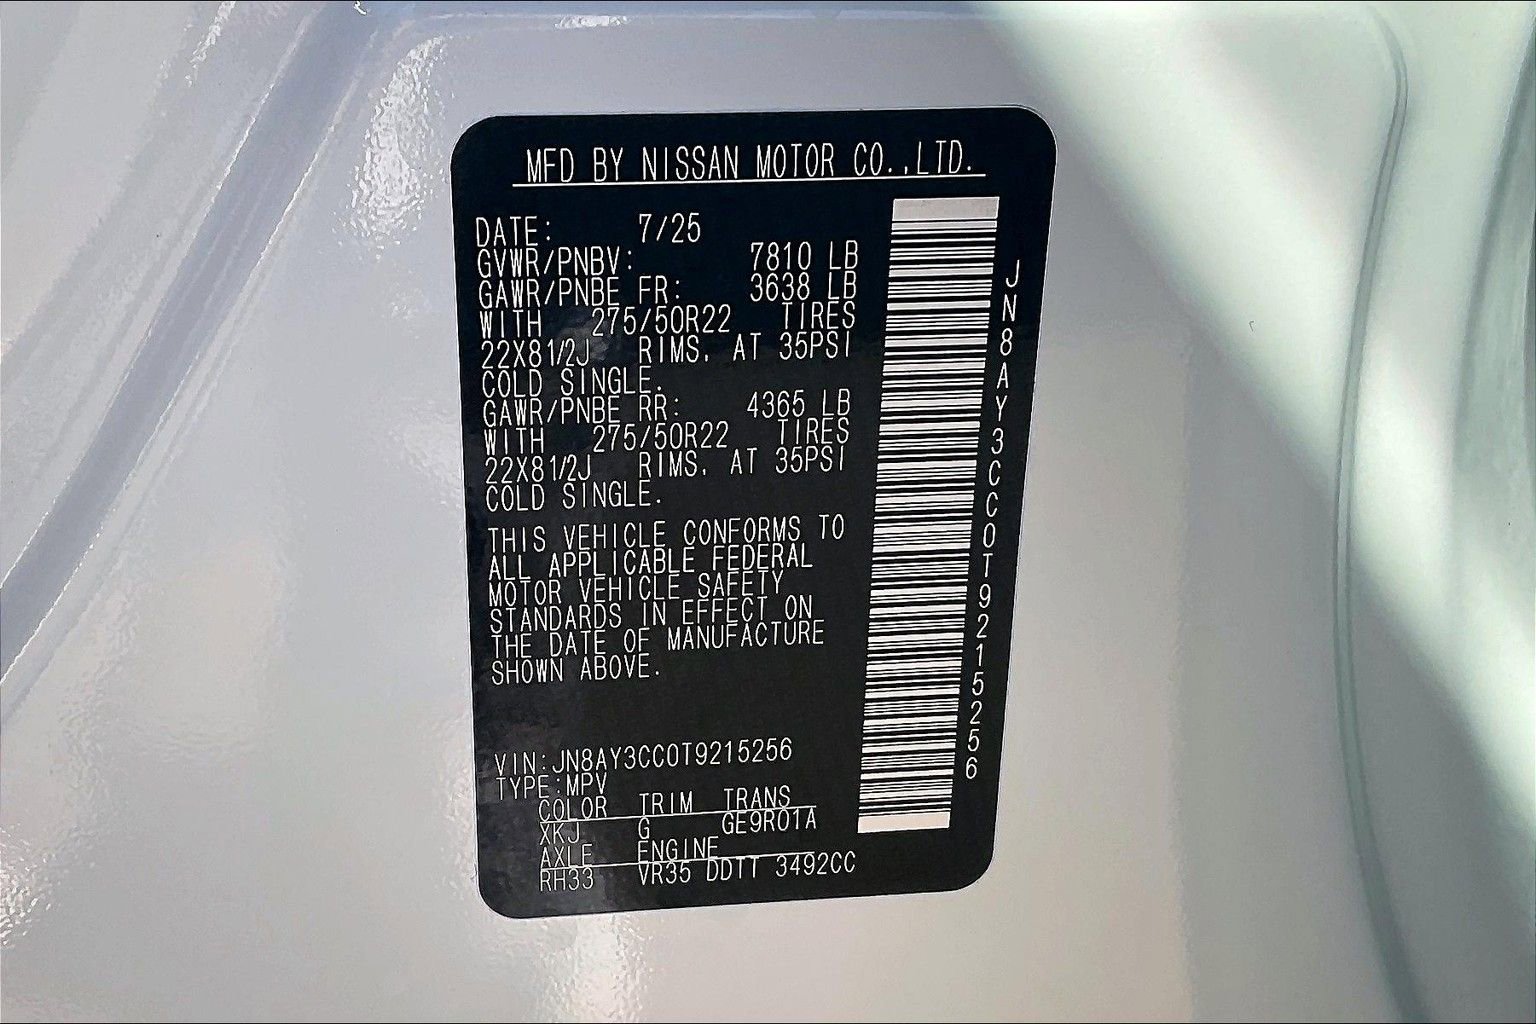 MFD BY NISSAN MOTOR CO.,LTD.
DATE: 7/25
GVWR/PNBV: 7810 LB
GAWR/PNBE FR: 3638 LB
WITH 275/50R22 TIRES
22X81/2J RIMS. AT 35PSI
COLD SINGLE.
GAWR/PNBE RR: 4365 LB
WITH 275/50R22 TIRES
22X81/2J RIMS. AT 35PSI
COLD SINGLE.
THIS VEHICLE CONFORMS TO
ALL APPLICABLE FEDERAL
MOTOR VEHICLE SAFETY
STANDARDS IN EFFECT ON
THE DATE OF MANUFACTURE
SHOWN ABOVE.
VIN:JN8AY3CC0T9215256
TYPE:MPV
COLOR TRIM TRANS
XKJ G GE9R01A
AXLE ENGINE
RH33 VR35 DDTT 3492CC
JN8AY3CC0T9215256